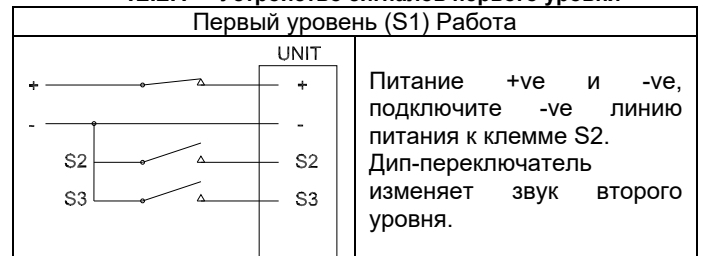 Первый уровень (S1) Работа
UNIT
+ +
- -
S2 S2
S3 S3
Питание +ve и -ve,
подключите -ve линию
питания к клемме S2.
Дип-переключатель
изменяет звук второго
уровня.